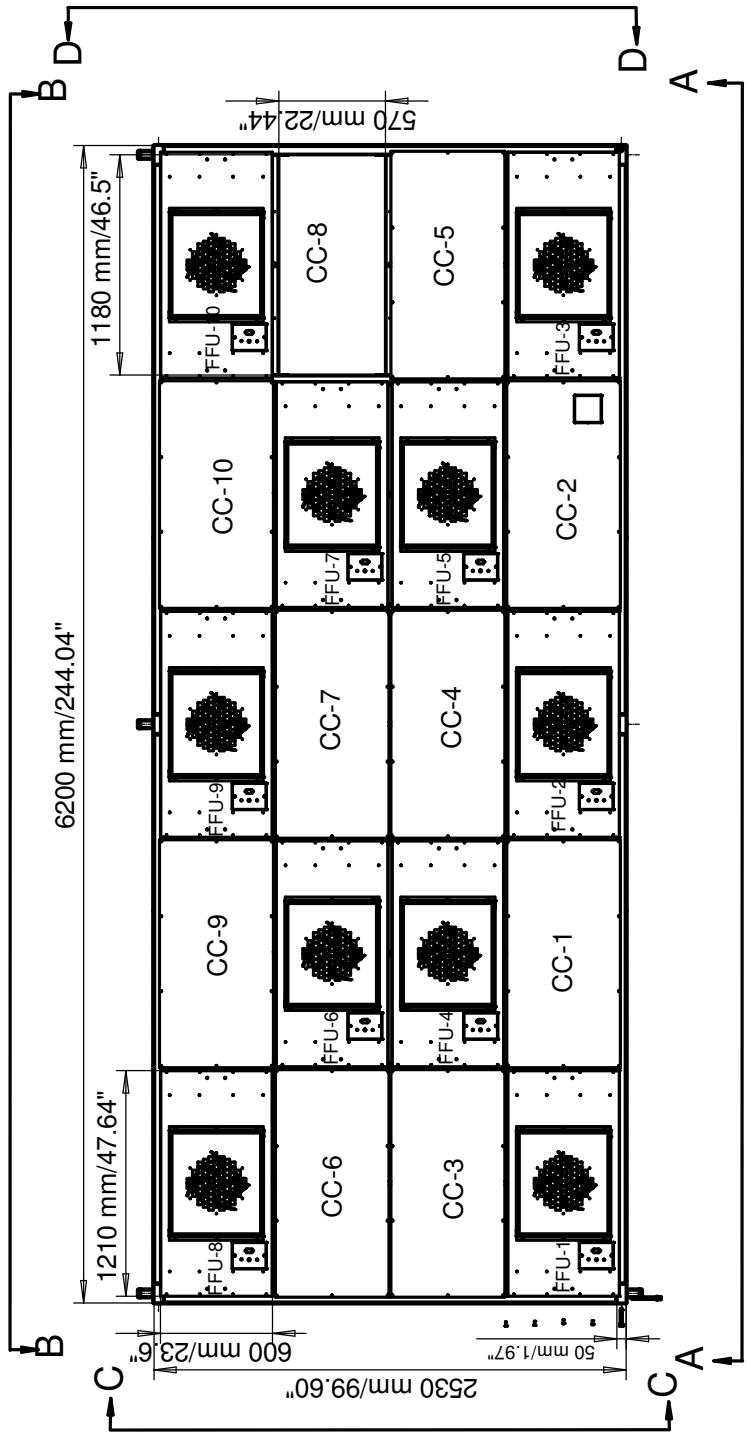 B
B
D
C
6200 mm/244.04"
1210 mm/47.64"
1180 mm/46.5"
600 mm/23.6"
FFU-8
CC-9
FFU-9
CC-10
FFU-10
570 mm/22.44"
CC-6
FFU-6
CC-7
FFU-7
CC-8
2530 mm/99.60"
CC-3
FFU-4
CC-4
FFU-5
CC-5
50 mm/1.97"
FFU-1
CC-1
FFU-2
CC-2
FFU-3
D
C
A
A